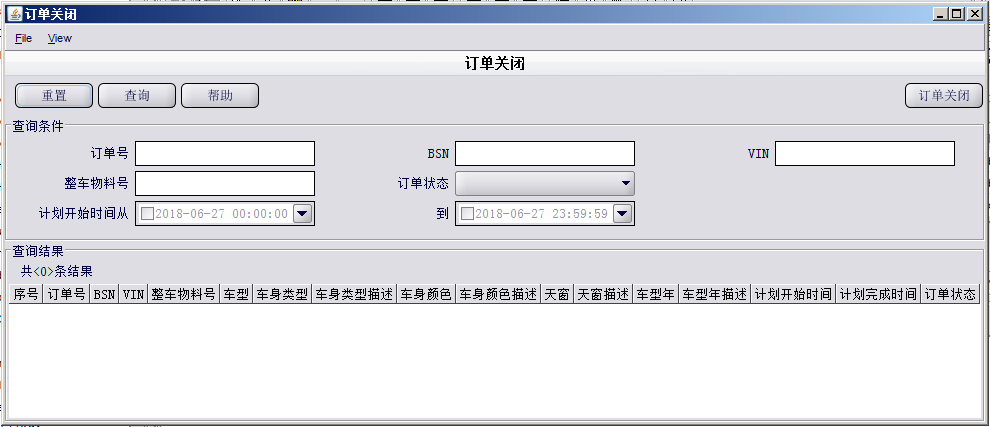 订单关闭
File View
订单关闭
重置 查询 帮助 订单关闭
查询条件
订单号 BSN VIN
整车物料号 订单状态
计划开始时间从 2018-06-27 00:00:00 到 2018-06-27 23:59:59
查询结果
共<0>条结果
序号 订单号 BSN VIN 整车物料号 车型 车身类型 车身类型描述 车身颜色 车身颜色描述 天窗 天窗描述 车型年 车型年描述 计划开始时间 计划完成时间 订单状态